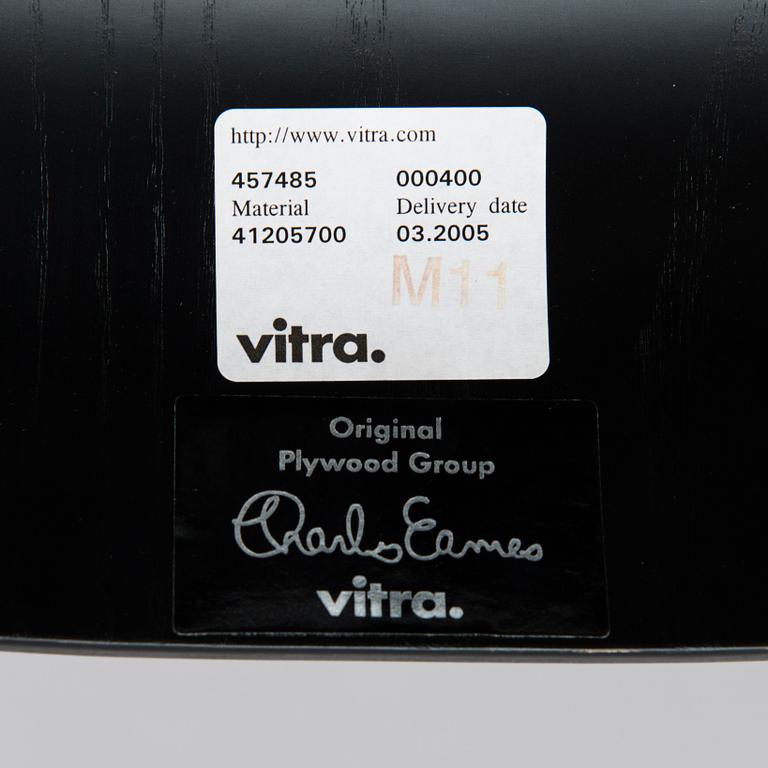 http://www.vitra.com
457485 000400
Material Delivery date
41205700 03.2005
M11
vitra.
Original
Plywood Group
Charles Eames
vitra.